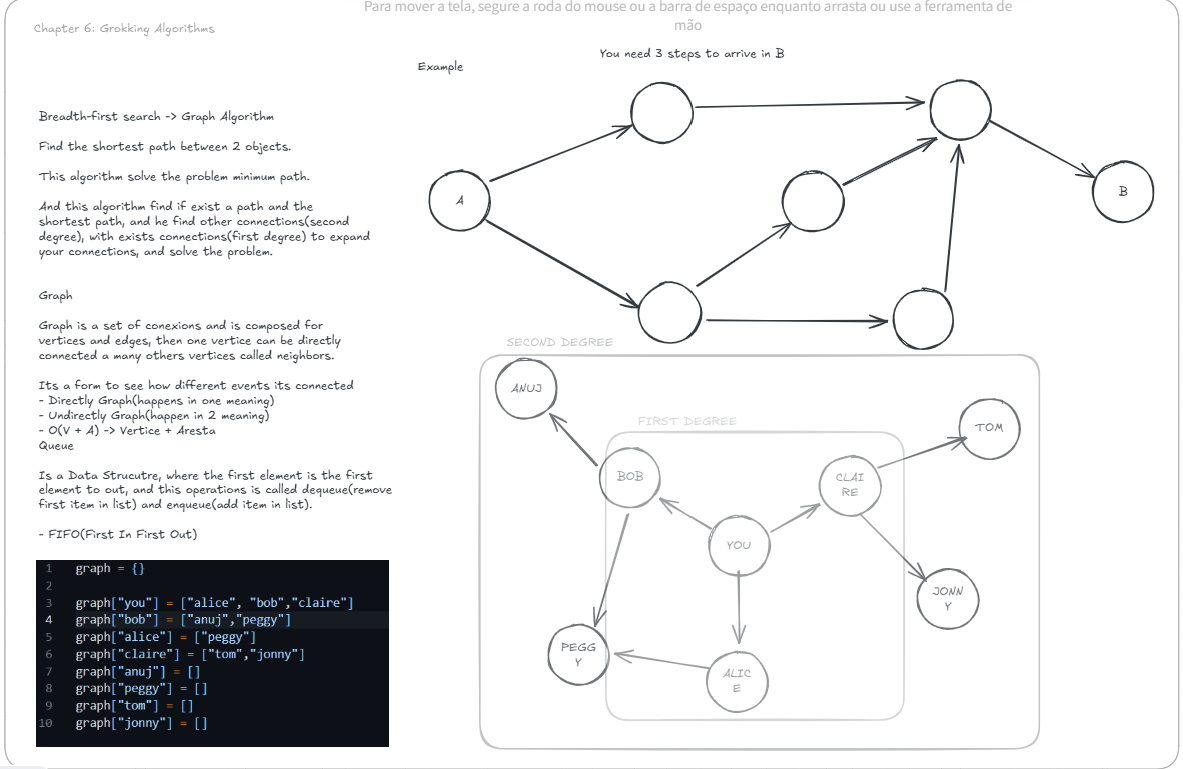 Para mover a tela, segure a roda do mouse ou a barra de espaço enquanto arrasta ou use a ferramenta de
mão
Chapter 6: Grokking Algorithms
You need 3 steps to arrive in B
Example
Breadth-first search -> Graph Algorithm
Find the shortest path between 2 objects.
This algorithm solve the problem minimum path.
And this algorithm find if exist a path and the
shortest path, and he find other connections(second
degree), with exists connections(first degree) to expand
your connections, and solve the problem.
Graph
Graph is a set of conexions and is composed for
vertices and edges, then one vertice can be directly
connected a many others vertices called neighbors.
Its a form to see how different events its connected
- Directly Graph(happens in one meaning)
- Undirectly Graph(happen in 2 meaning)
- O(V + A) -> Vertice + Aresta
Queue
Is a Data Strucutre, where the first element is the first
element to out, and this operations is called dequeue(remove
first item in list) and enqueue(add item in list).
- FIFO(First In First Out)
1 graph = {}
2
3 graph["you"] = ["alice", "bob","claire"]
4 graph["bob"] = ["anuj","peggy"]
5 graph["alice"] = ["peggy"]
6 graph["claire"] = ["tom","jonny"]
7 graph["anuj"] = []
8 graph["peggy"] = []
9 graph["tom"] = []
10 graph["jonny"] = []
A
B
SECOND DEGREE
ANUJ
FIRST DEGREE
TOM
BOB
CLAI
RE
YOU
JONN
Y
PEGG
Y
ALIC
E